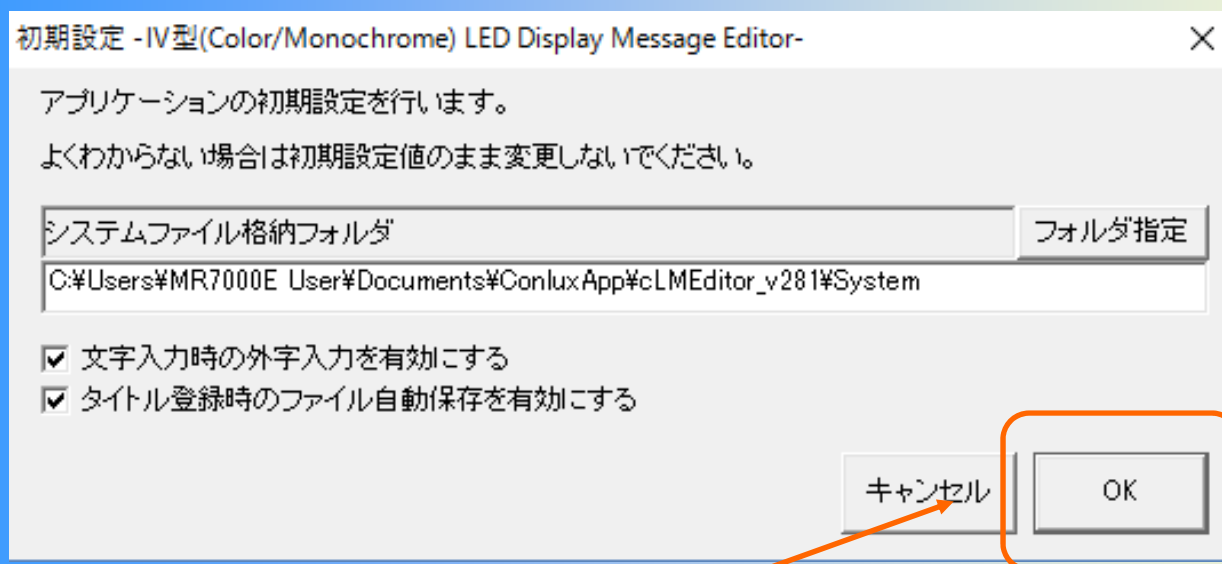 初期設定 -IV型(Color/Monochrome) LED Display Message Editor-
アプリケーションの初期設定を行います。
よくわからない場合は初期設定値のまま変更しないでください。
システムファイル格納フォルダ フォルダ指定
C:¥Users¥MR7000E User¥Documents¥ConluxApp¥cLMEditor_v281¥System
文字入力時の外字入力を有効にする
タイトル登録時のファイル自動保存を有効にする
キャンセル OK